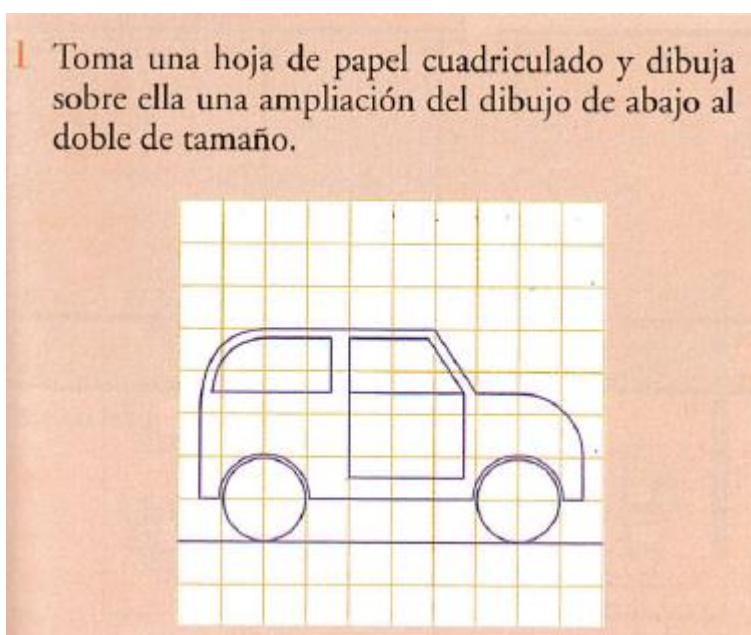 1 Toma una hoja de papel cuadriculado y dibuja
sobre ella una ampliación del dibujo de abajo al
doble de tamaño.